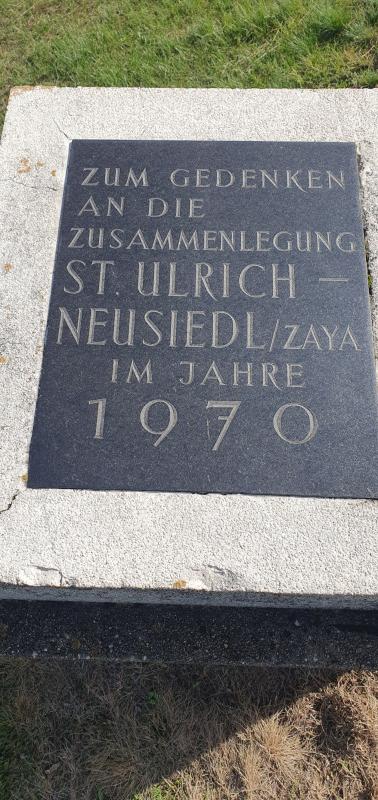 ZUM GEDENKEN
AN DIE
ZUSAMMENLEGUNG
ST. ULRICH –
NEUSIEDL/ZAYA
IM JAHRE
1970